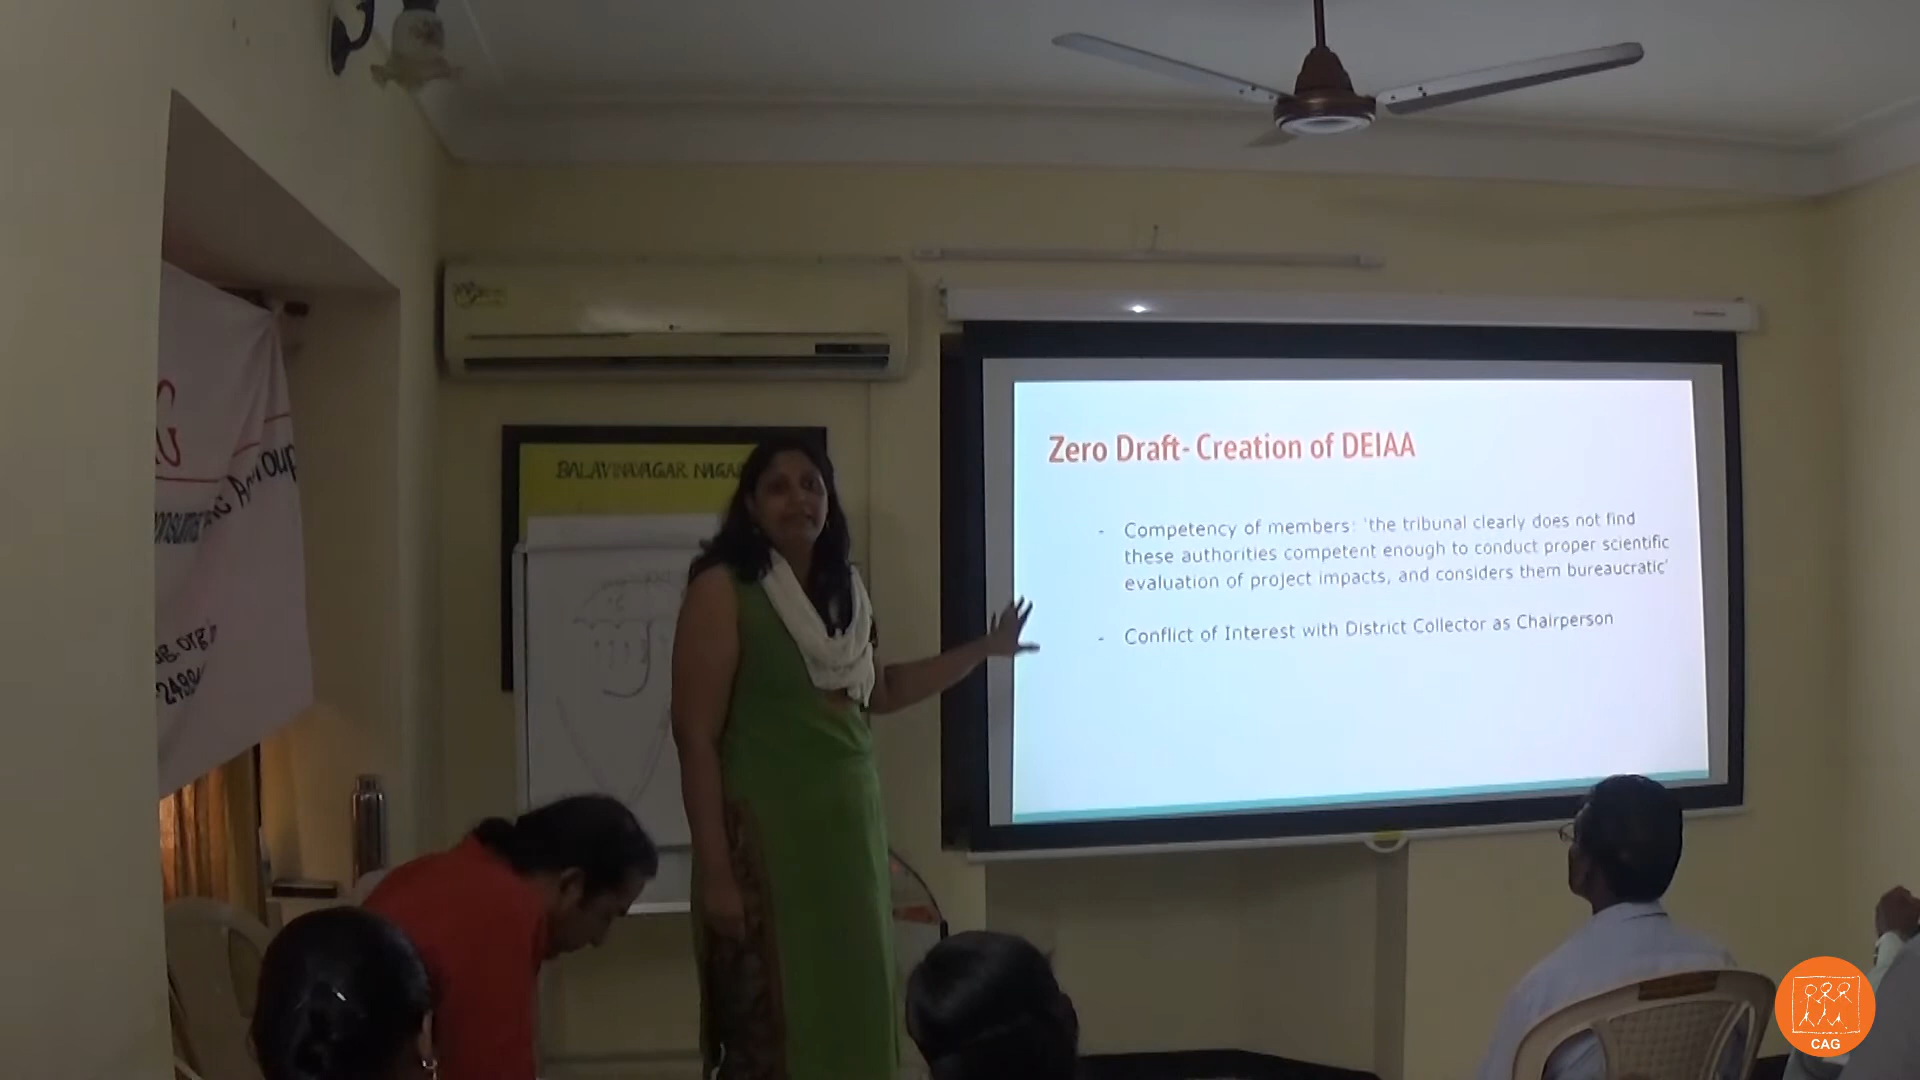 Zero Draft- Creation of DEIAA
- Competency of members: 'the tribunal clearly does not find
these authorities competent enough to conduct proper scientific
evaluation of project impacts, and considers them bureaucratic'
- Conflict of Interest with District Collector as Chairperson
BALAVINAYAGAR NAGAR
CAG